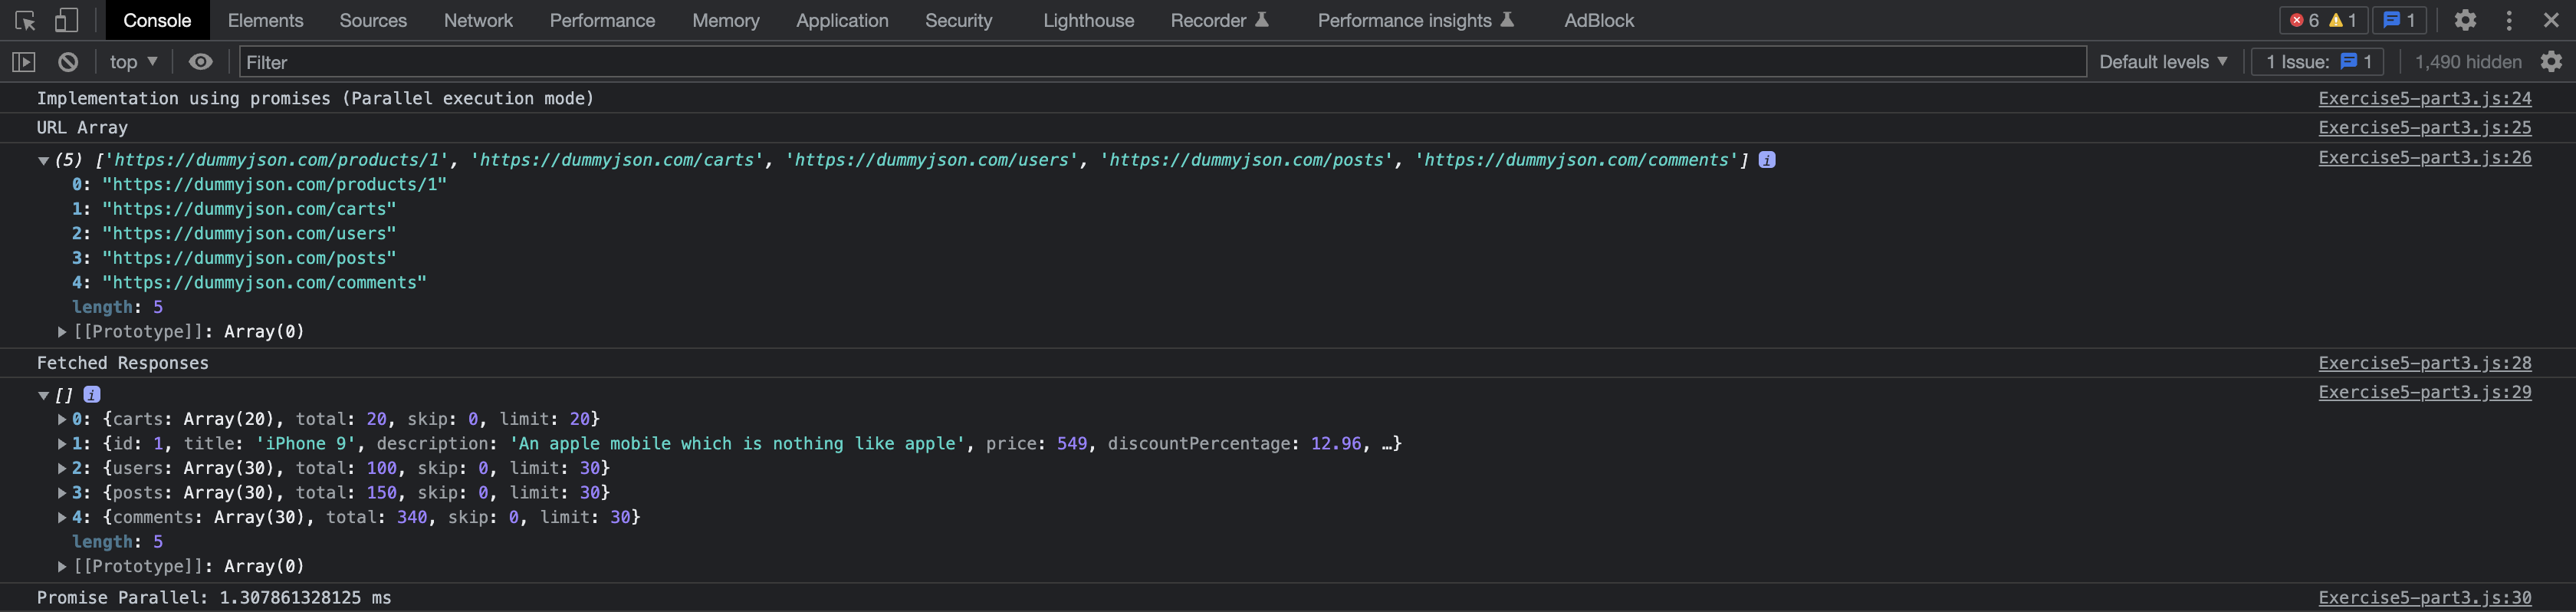 Console Elements Sources Network Performance Memory Application Security Lighthouse Recorder Performance insights AdBlock 6 1 1
top Filter Default levels 1 Issue: 1 1,490 hidden
Implementation using promises (Parallel execution mode) Exercise5-part3.js:24
URL Array Exercise5-part3.js:25
(5) ['https://dummyjson.com/products/1', 'https://dummyjson.com/carts', 'https://dummyjson.com/users', 'https://dummyjson.com/posts', 'https://dummyjson.com/comments'] i Exercise5-part3.js:26
0: "https://dummyjson.com/products/1"
1: "https://dummyjson.com/carts"
2: "https://dummyjson.com/users"
3: "https://dummyjson.com/posts"
4: "https://dummyjson.com/comments"
length: 5
[[Prototype]]: Array(0)
Fetched Responses Exercise5-part3.js:28
[] i Exercise5-part3.js:29
0: {carts: Array(20), total: 20, skip: 0, limit: 20}
1: {id: 1, title: 'iPhone 9', description: 'An apple mobile which is nothing like apple', price: 549, discountPercentage: 12.96, …}
2: {users: Array(30), total: 100, skip: 0, limit: 30}
3: {posts: Array(30), total: 150, skip: 0, limit: 30}
4: {comments: Array(30), total: 340, skip: 0, limit: 30}
length: 5
[[Prototype]]: Array(0)
Promise Parallel: 1.307861328125 ms Exercise5-part3.js:30